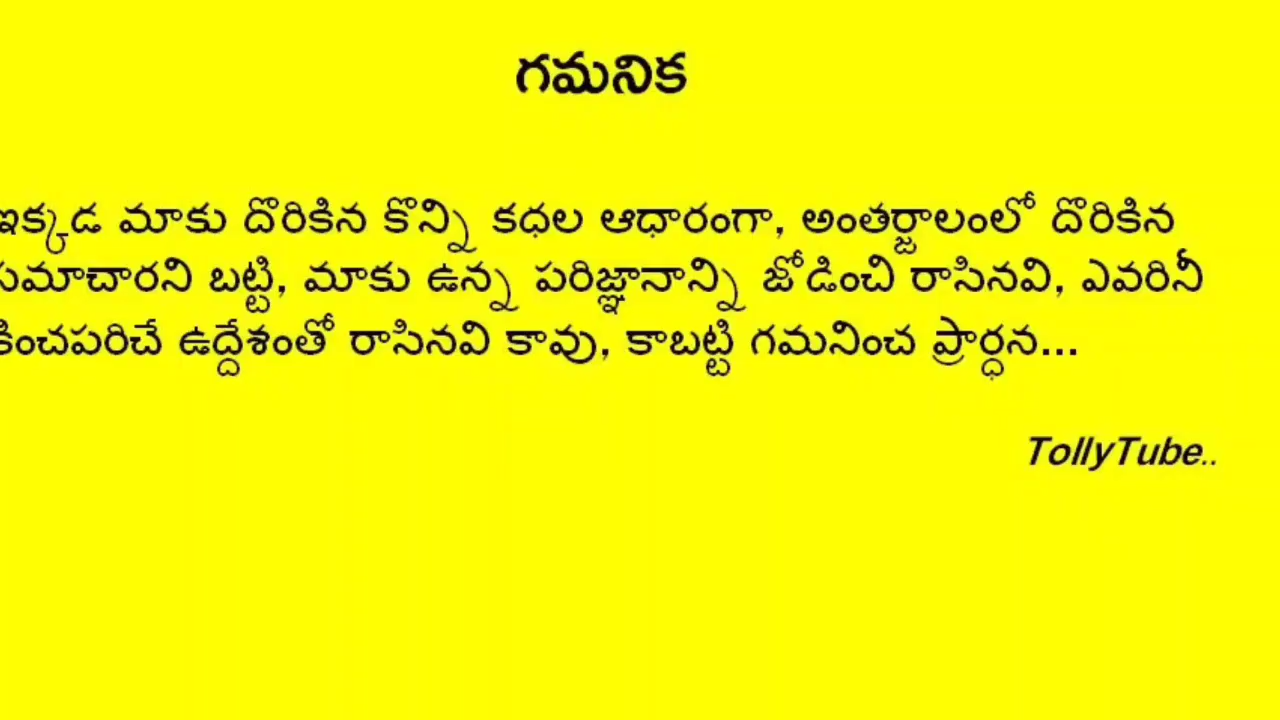 గమనిక
ఇక్కడ మాకు దొరికిన కొన్ని కధల ఆధారంగా, అంతర్జాలంలో దొరికిన
సమాచారని బట్టి, మాకు ఉన్న పరిజ్ఞానాన్ని జోడించి రాసినవి, ఎవరినీ
కించపరిచే ఉద్దేశంతో రాసినవి కావు, కాబట్టి గమనించ ప్రార్ధన...
TollyTube..